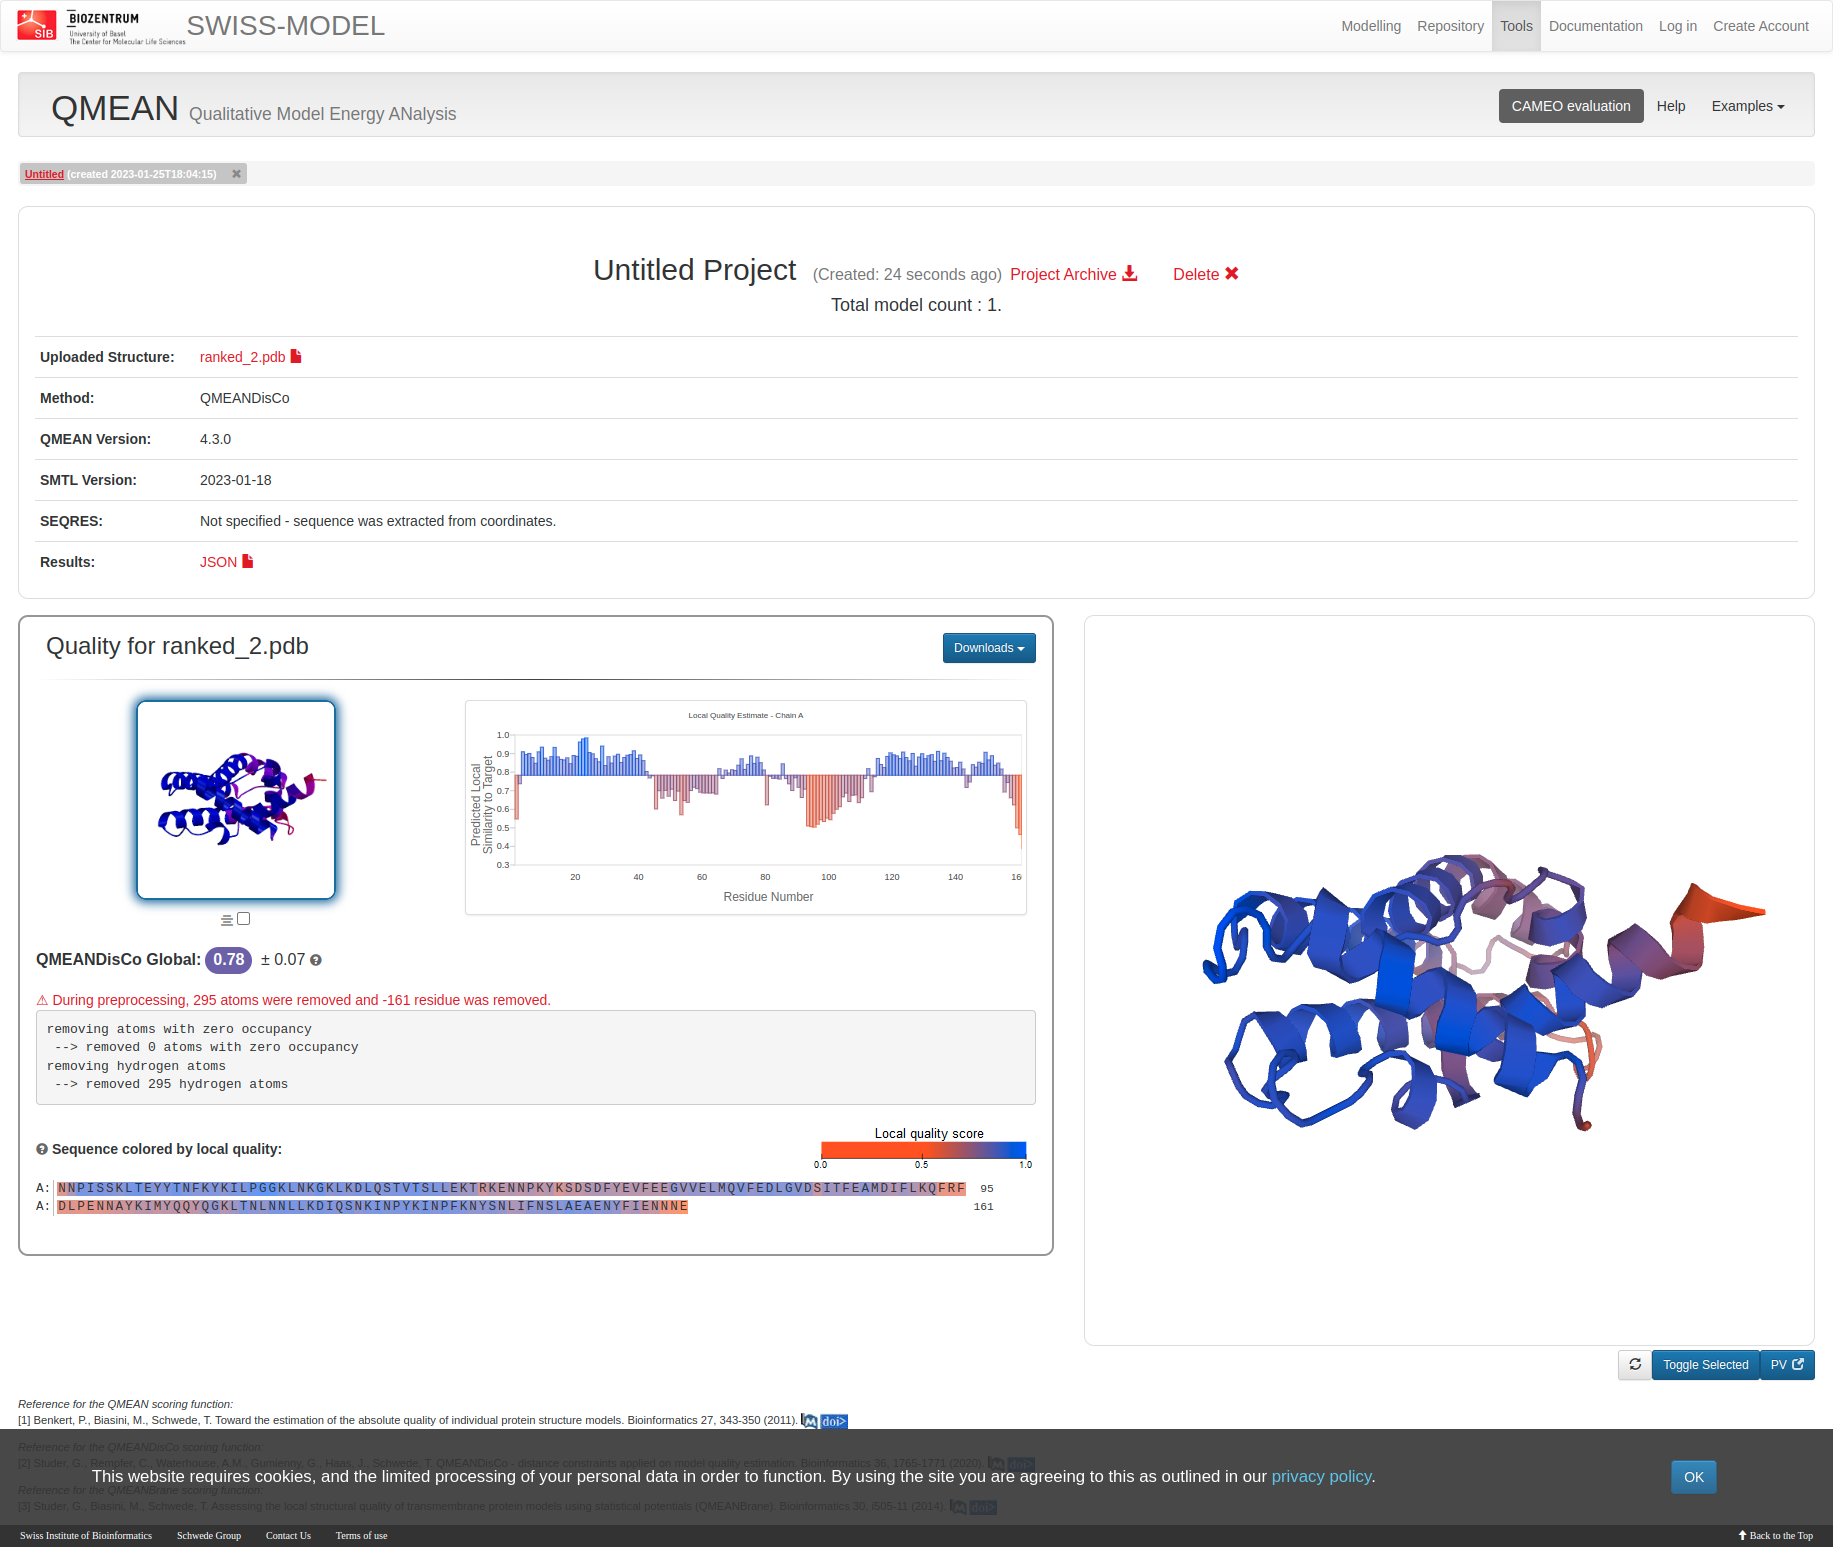 SIB
BIOZENTRUM
University of Basel
The Center for Molecular Life Sciences
SWISS-MODEL
Modelling
Repository
Tools
Documentation
Log in
Create Account
QMEAN Qualitative Model Energy ANalysis
CAMEO evaluation
Help
Examples
Untitled (created 2023-01-25T18:04:15)
Untitled Project (Created: 24 seconds ago) Project Archive Delete
Total model count : 1.
Uploaded Structure: ranked_2.pdb
Method: QMEANDisCo
QMEAN Version: 4.3.0
SMTL Version: 2023-01-18
SEQRES: Not specified - sequence was extracted from coordinates.
Results: JSON
Quality for ranked_2.pdb
Downloads
Local Quality Estimate - Chain A
Predicted Local
Similarity to Target
1.0
0.9
0.8
0.7
0.6
0.5
0.4
0.3
20 40 60 80 100 120 140 16
Residue Number
QMEANDisCo Global: 0.78 ± 0.07
⚠ During preprocessing, 295 atoms were removed and -161 residue was removed.
removing atoms with zero occupancy
--> removed 0 atoms with zero occupancy
removing hydrogen atoms
--> removed 295 hydrogen atoms
Sequence colored by local quality:
Local quality score
0.0 0.5 1.0
A: NNPISSKLTEYYTNFKYKILPGGKLNKGKLKDLQSTVTSLLEKTRKENNPKYKSDSDFYEVFEEGVVELMQVFEDLGVDSITFEAMDIFLKQFRF 95
A: DLPENNAYKIMYQQYQGKLTNLNNLLKDIQSNKINPYKINPFKNYSNLIFNSLAEAENYFIENNNE 161
Toggle Selected
PV
Reference for the QMEAN scoring function:
[1] Benkert, P., Biasini, M., Schwede, T. Toward the estimation of the absolute quality of individual protein structure models. Bioinformatics 27, 343-350 (2011). M doi>
Reference for the QMEANDisCo scoring function:
[2] Studer, G., Rempfer, C., Waterhouse, A.M., Gumienny, G., Haas, J., Schwede, T. QMEANDisCo - distance constraints applied on model quality estimation. Bioinformatics 36, 1765-1771 (2020). M doi>
This website requires cookies, and the limited processing of your personal data in order to function. By using the site you are agreeing to this as outlined in our privacy policy.
OK
Reference for the QMEANBrane scoring function:
[3] Studer, G., Biasini, M., Schwede, T. Assessing the local structural quality of transmembrane protein models using statistical potentials (QMEANBrane). Bioinformatics 30, i505-11 (2014). M doi>
Swiss Institute of Bioinformatics
Schwede Group
Contact Us
Terms of use
Back to the Top